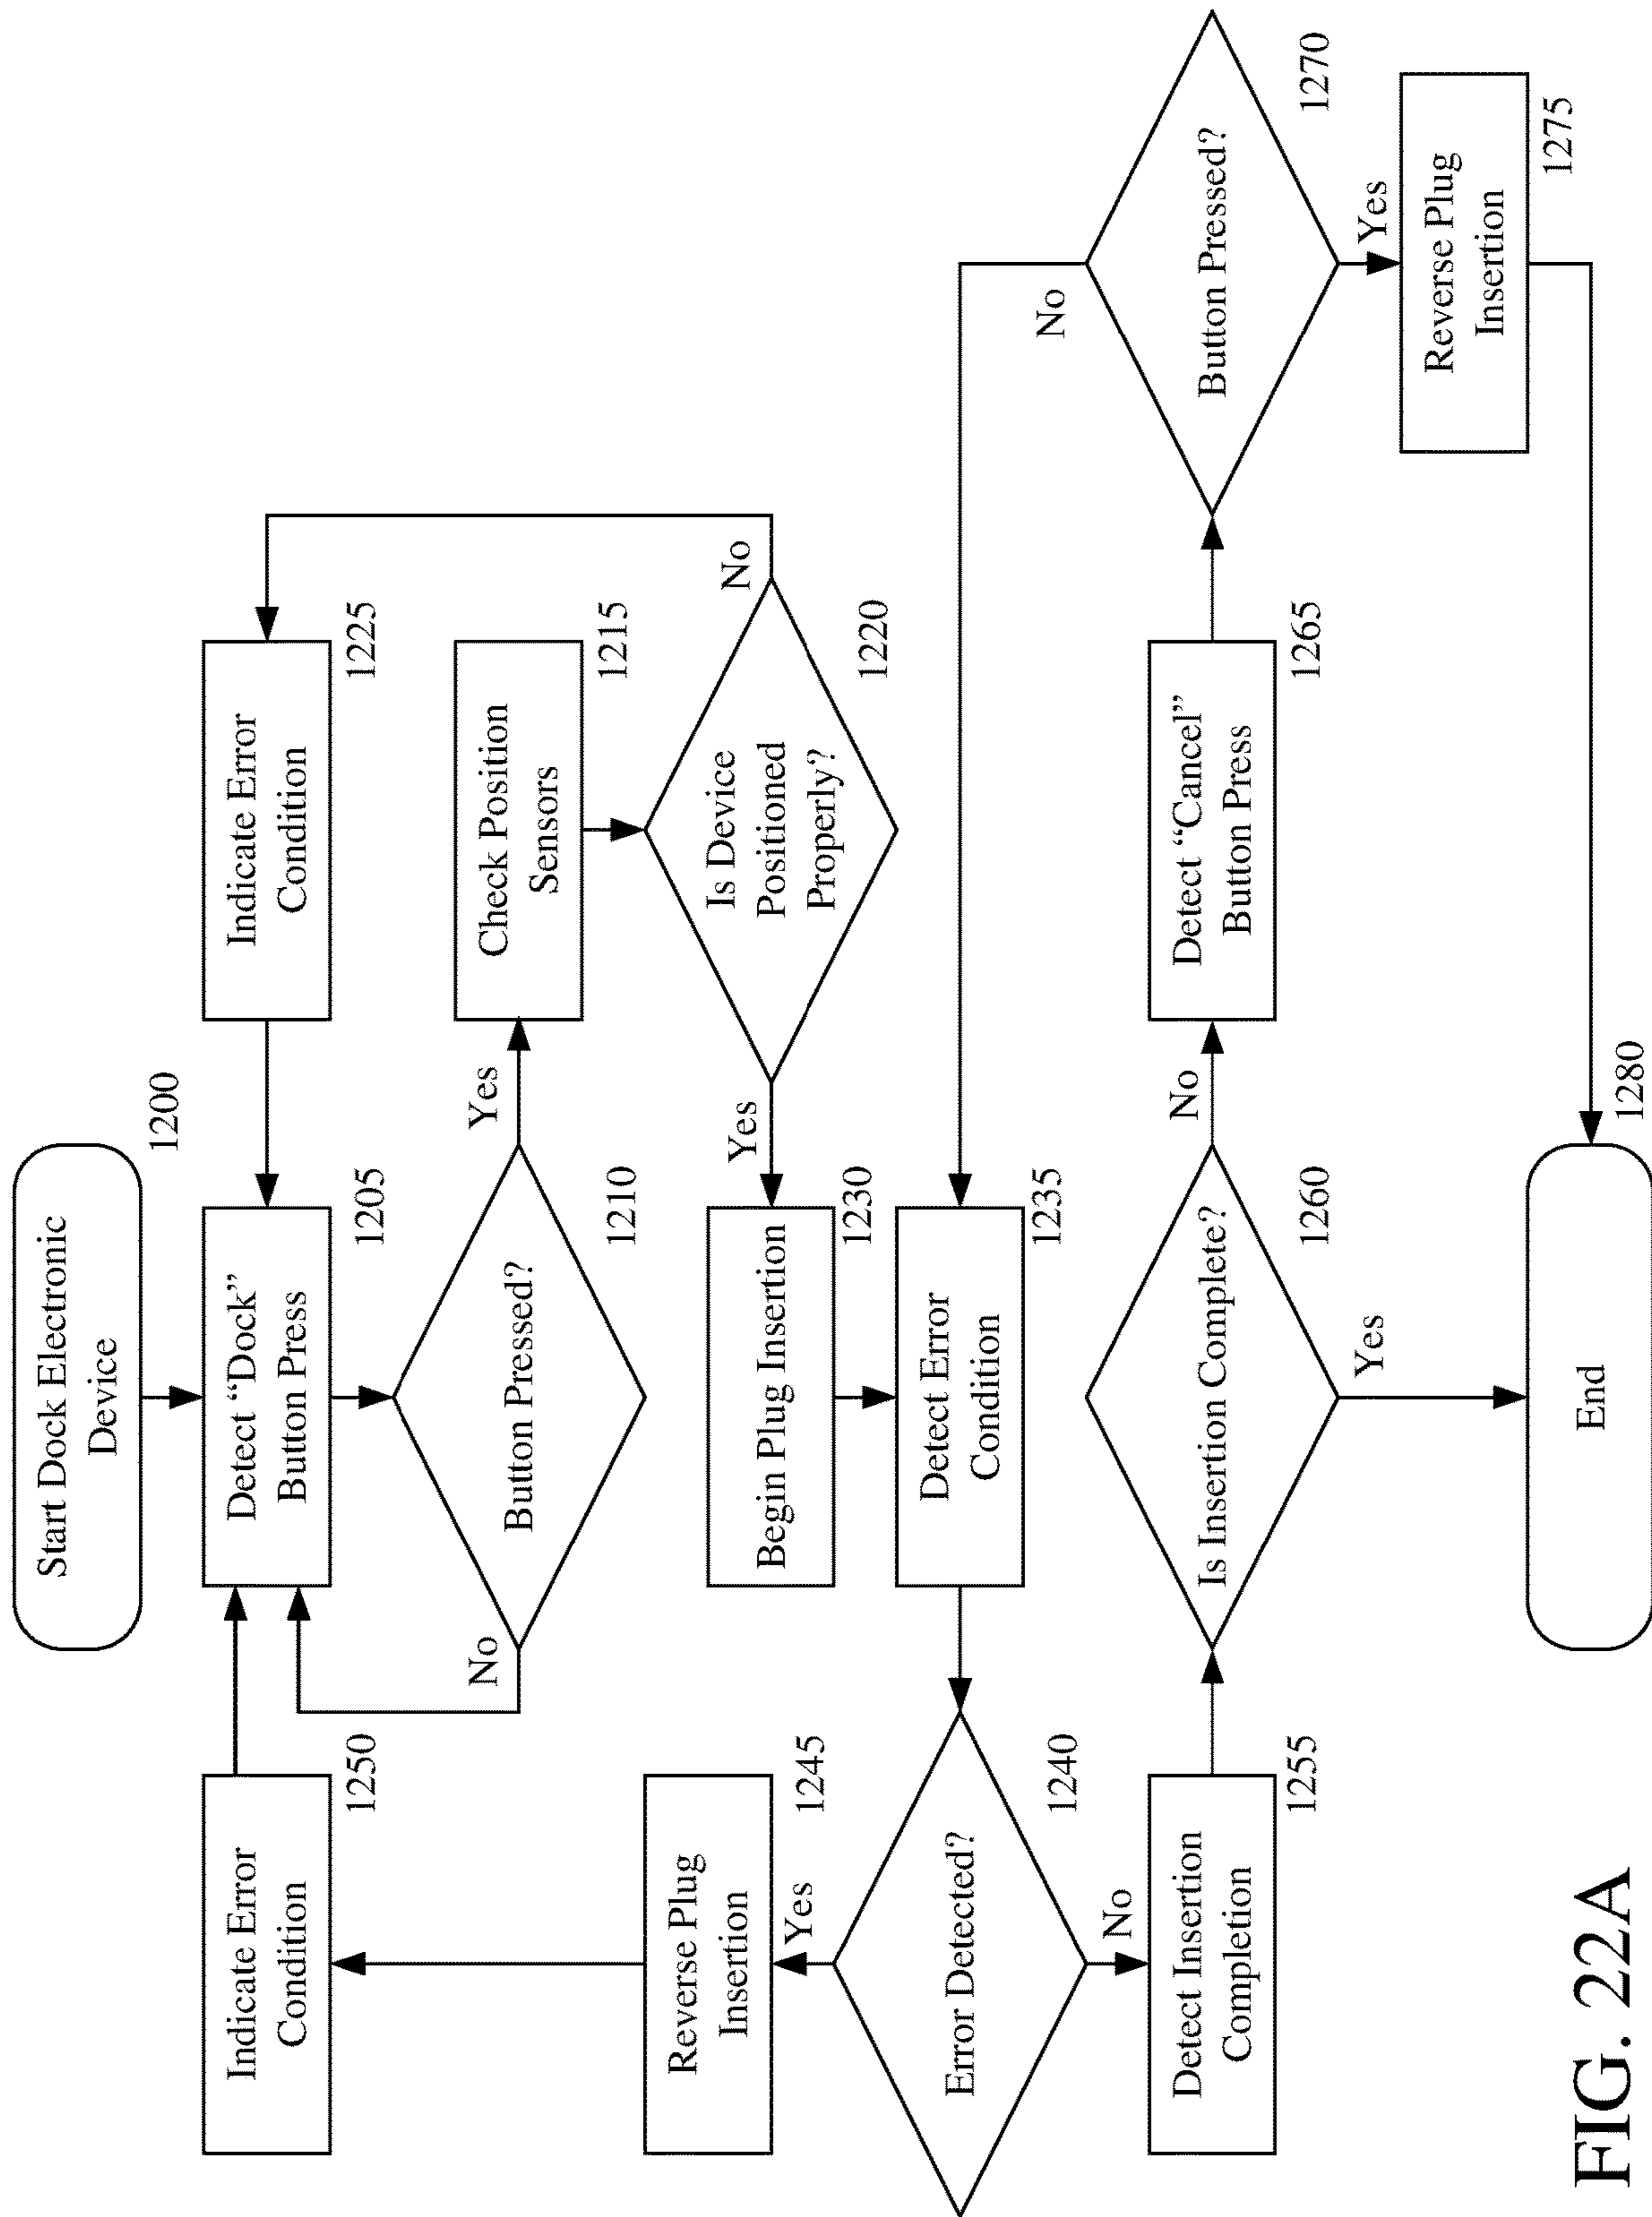 Start Dock Electronic
Device
1200
Detect “Dock”
Button Press
1205
Button Pressed?
1210
No
Yes
Check Position
Sensors
1215
Is Device
Positioned
Properly?
1220
No
Indicate Error
Condition
1225
Yes
Begin Plug Insertion
1230
Detect Error
Condition
1235
Error Detected?
1240
Yes
Reverse Plug
Insertion
1245
Indicate Error
Condition
1250
No
Detect Insertion
Completion
1255
Is Insertion Complete?
1260
No
Detect “Cancel”
Button Press
1265
Button Pressed?
1270
No
Yes
Reverse Plug
Insertion
1275
Yes
End
1280
FIG. 22A